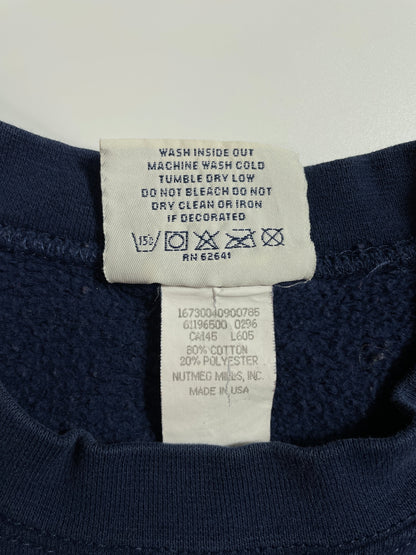 WASH INSIDE OUT
MACHINE WASH COLD
TUMBLE DRY LOW
DO NOT BLEACH DO NOT
DRY CLEAN OR IRON
IF DECORATED
RN 62641
16730040900785
61196500 0296
CA145 L605
80% COTTON
20% POLYESTER
NUTMEG MILLS, INC.
MADE IN USA